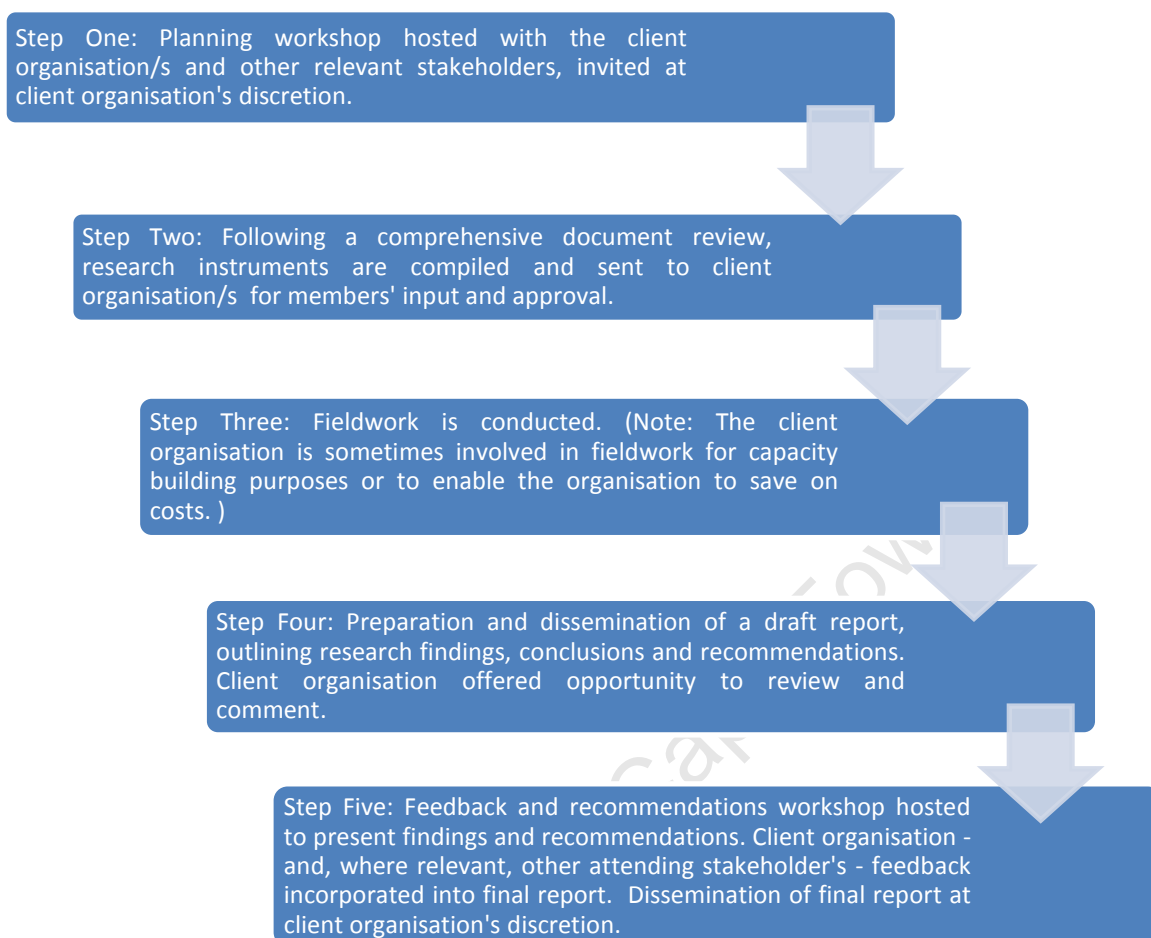 Step One: Planning workshop hosted with the client
organisation/s and other relevant stakeholders, invited at
client organisation's discretion.
Step Two: Following a comprehensive document review,
research instruments are compiled and sent to client
organisation/s for members' input and approval.
Step Three: Fieldwork is conducted. (Note: The client
organisation is sometimes involved in fieldwork for capacity
building purposes or to enable the organisation to save on
costs. )
Step Four: Preparation and dissemination of a draft report,
outlining research findings, conclusions and recommendations.
Client organisation offered opportunity to review and
comment.
Step Five: Feedback and recommendations workshop hosted
to present findings and recommendations. Client organisation -
and, where relevant, other attending stakeholder's - feedback
incorporated into final report. Dissemination of final report at
client organisation's discretion.